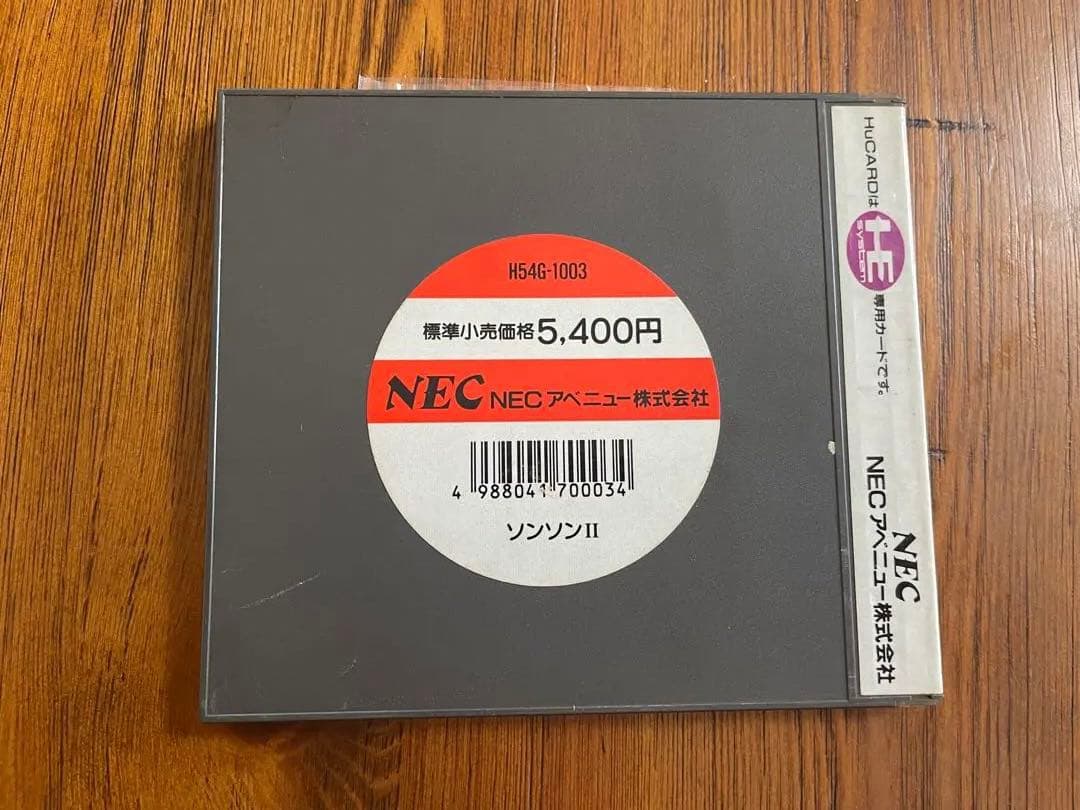 H54G-1003
標準小売価格5,400円
NEC NECアベニュー株式会社
4 988041 700034
ソンソンII
HuCARDは HE system 専用カードです。
NEC
NECアベニュー株式会社